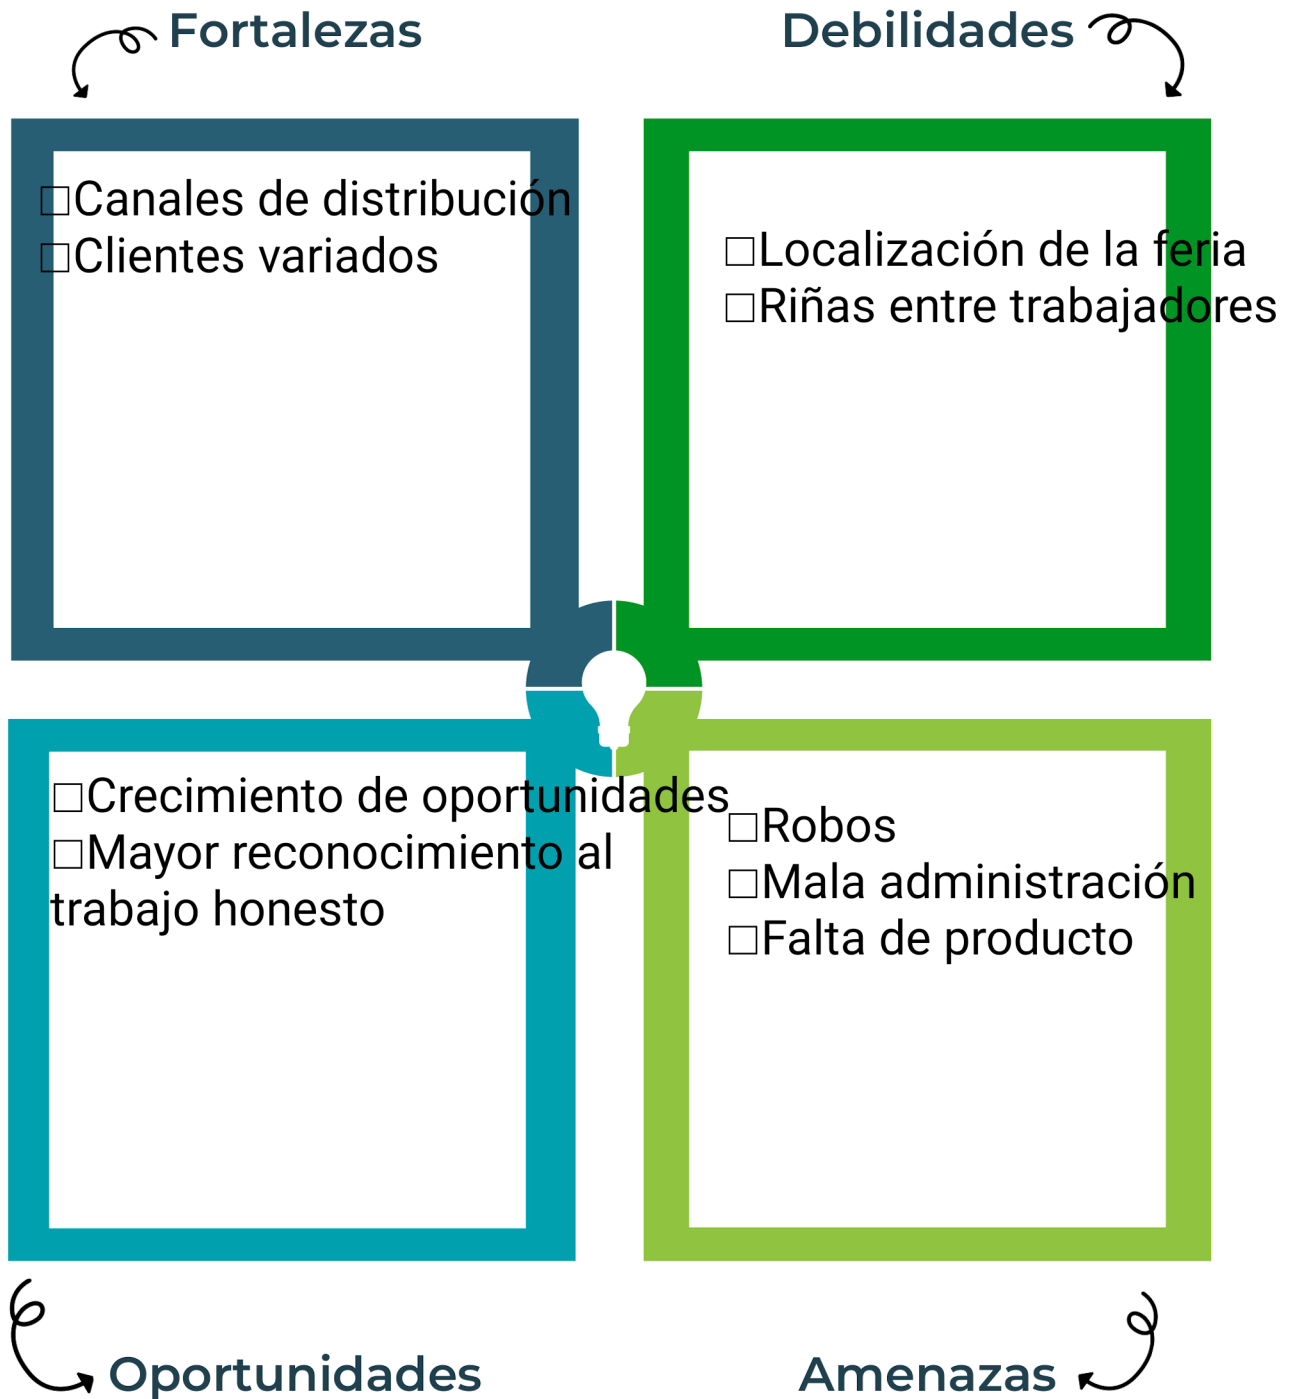 Fortalezas
□Canales de distribución
□Clientes variados
Debilidades
□Localización de la feria
□Riñas entre trabajadores
□Crecimiento de oportunidades
□Mayor reconocimiento al
trabajo honesto
Oportunidades
□Robos
□Mala administración
□Falta de producto
Amenazas